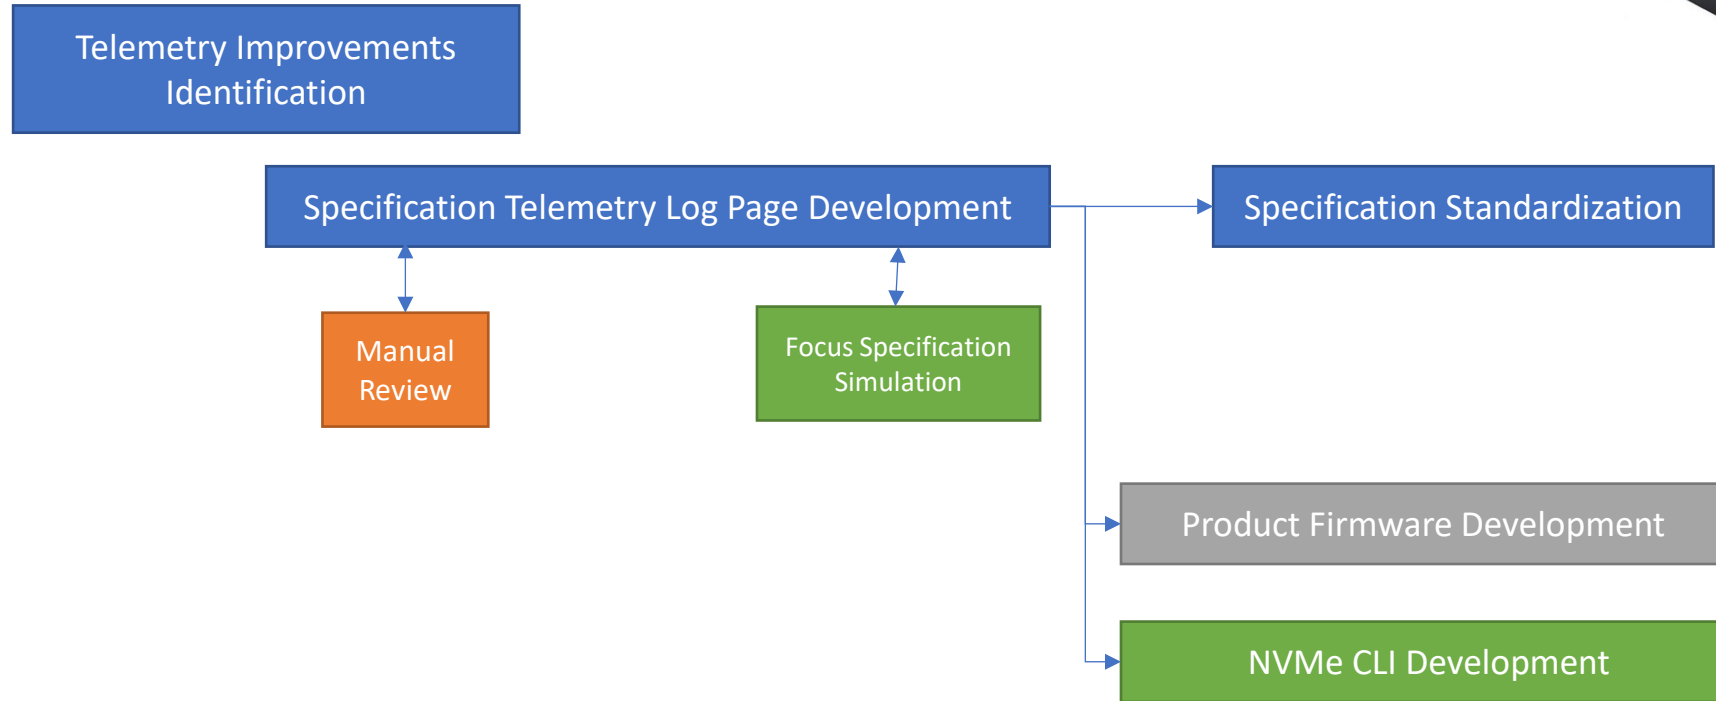 Telemetry Improvements
Identification
Specification Telemetry Log Page Development
Specification Standardization
Manual
Review
Focus Specification
Simulation
Product Firmware Development
NVMe CLI Development